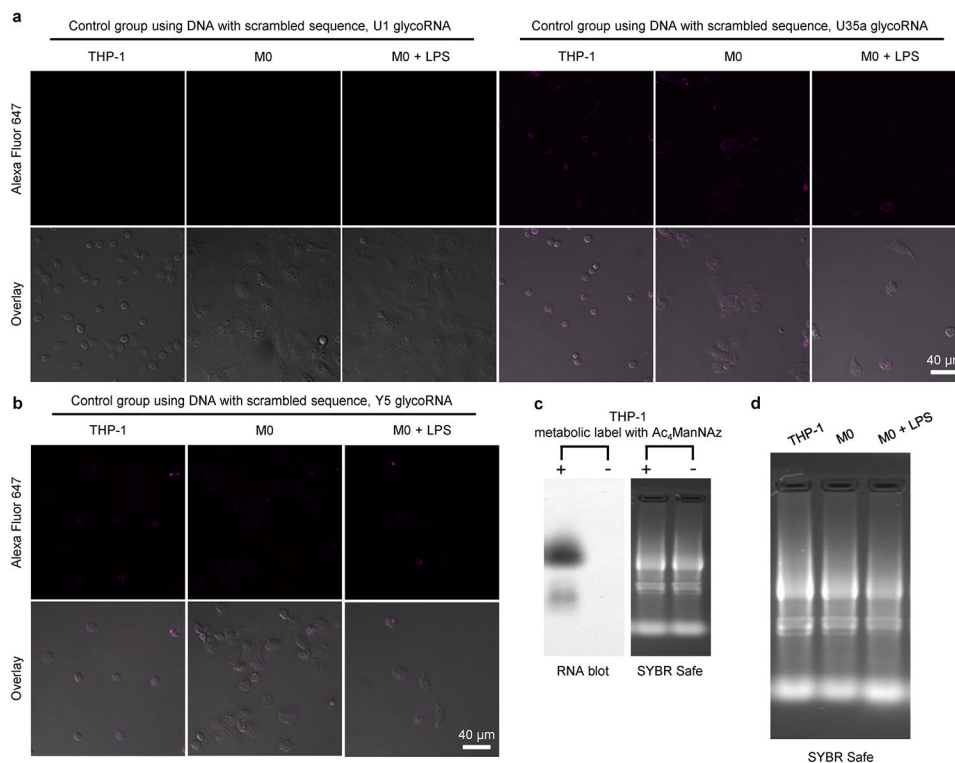 a
Control group using DNA with scrambled sequence, U1 glycoRNA
Control group using DNA with scrambled sequence, U35a glycoRNA
THP-1 M0 M0 + LPS THP-1 M0 M0 + LPS
Alexa Fluor 647
Overlay
40 µm
b
Control group using DNA with scrambled sequence, Y5 glycoRNA
THP-1 M0 M0 + LPS
Alexa Fluor 647
Overlay
40 µm
c
THP-1
metabolic label with Ac₄ManNAz
+ - + -
RNA blot SYBR Safe
d
THP-1 M0 M0 + LPS
SYBR Safe